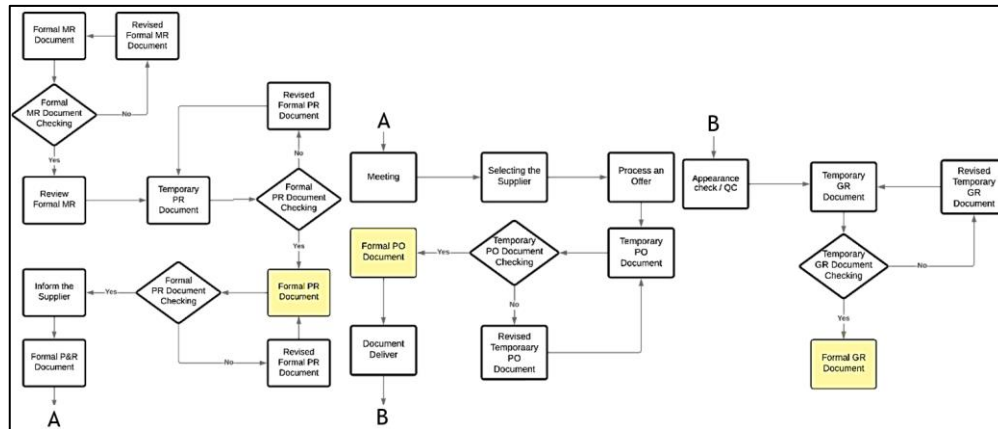 Formal MR
Document
Revised
Formal MR
Document
Formal
MR Document
Checking
No
Yes
Review
Formal MR
Temporary
PR
Document
Revised
Formal PR
Document
No
Formal
PR Document
Checking
Yes
Formal PR
Document
Formal
PR Document
Checking
Yes
No
Revised
Formal PR
Document
Inform the
Supplier
Formal P&R
Document
A
A
Meeting
Selecting the
Supplier
Process an
Offer
Temporary
PO
Document
Temporary
PO Document
Checking
Yes
No
Revised
Temporaary
PO
Document
Formal PO
Document
Document
Deliver
B
B
Appearance
check / QC
Temporary
GR
Document
Revised
Temporary
GR
Document
Temporary
GR Document
Checking
No
Yes
Formal GR
Document